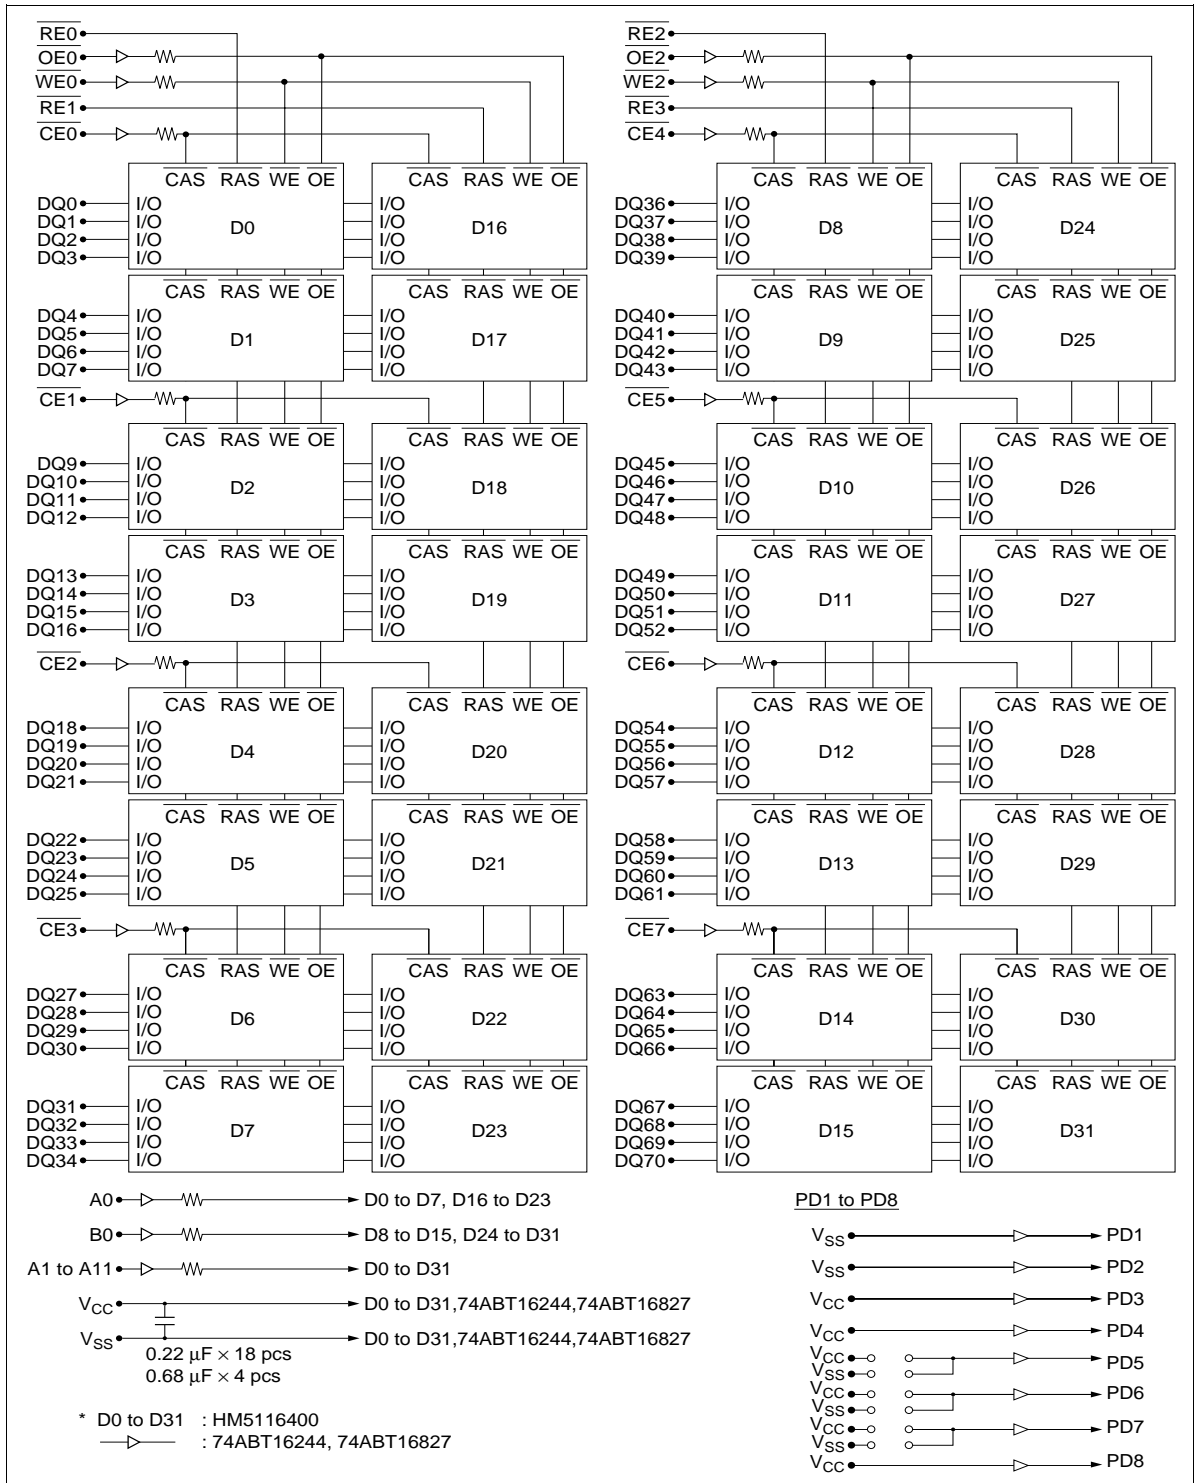 RE0
OE0
WE0
RE1
CE0
CAS RAS WE OE
DQ0 I/O
DQ1 I/O
DQ2 I/O
DQ3 I/O
D0
CAS RAS WE OE
I/O
I/O
I/O
I/O
D16
CAS RAS WE OE
DQ4 I/O
DQ5 I/O
DQ6 I/O
DQ7 I/O
D1
CAS RAS WE OE
I/O
I/O
I/O
I/O
D17
CE1
CAS RAS WE OE
DQ9 I/O
DQ10 I/O
DQ11 I/O
DQ12 I/O
D2
CAS RAS WE OE
I/O
I/O
I/O
I/O
D18
CAS RAS WE OE
DQ13 I/O
DQ14 I/O
DQ15 I/O
DQ16 I/O
D3
CAS RAS WE OE
I/O
I/O
I/O
I/O
D19
CE2
CAS RAS WE OE
DQ18 I/O
DQ19 I/O
DQ20 I/O
DQ21 I/O
D4
CAS RAS WE OE
I/O
I/O
I/O
I/O
D20
CAS RAS WE OE
DQ22 I/O
DQ23 I/O
DQ24 I/O
DQ25 I/O
D5
CAS RAS WE OE
I/O
I/O
I/O
I/O
D21
CE3
CAS RAS WE OE
DQ27 I/O
DQ28 I/O
DQ29 I/O
DQ30 I/O
D6
CAS RAS WE OE
I/O
I/O
I/O
I/O
D22
CAS RAS WE OE
DQ31 I/O
DQ32 I/O
DQ33 I/O
DQ34 I/O
D7
CAS RAS WE OE
I/O
I/O
I/O
I/O
D23
RE2
OE2
WE2
RE3
CE4
CAS RAS WE OE
DQ36 I/O
DQ37 I/O
DQ38 I/O
DQ39 I/O
D8
CAS RAS WE OE
I/O
I/O
I/O
I/O
D24
CAS RAS WE OE
DQ40 I/O
DQ41 I/O
DQ42 I/O
DQ43 I/O
D9
CAS RAS WE OE
I/O
I/O
I/O
I/O
D25
CE5
CAS RAS WE OE
DQ45 I/O
DQ46 I/O
DQ47 I/O
DQ48 I/O
D10
CAS RAS WE OE
I/O
I/O
I/O
I/O
D26
CAS RAS WE OE
DQ49 I/O
DQ50 I/O
DQ51 I/O
DQ52 I/O
D11
CAS RAS WE OE
I/O
I/O
I/O
I/O
D27
CE6
CAS RAS WE OE
DQ54 I/O
DQ55 I/O
DQ56 I/O
DQ57 I/O
D12
CAS RAS WE OE
I/O
I/O
I/O
I/O
D28
CAS RAS WE OE
DQ58 I/O
DQ59 I/O
DQ60 I/O
DQ61 I/O
D13
CAS RAS WE OE
I/O
I/O
I/O
I/O
D29
CE7
CAS RAS WE OE
DQ63 I/O
DQ64 I/O
DQ65 I/O
DQ66 I/O
D14
CAS RAS WE OE
I/O
I/O
I/O
I/O
D30
CAS RAS WE OE
DQ67 I/O
DQ68 I/O
DQ69 I/O
DQ70 I/O
D15
CAS RAS WE OE
I/O
I/O
I/O
I/O
D31
A0 D0 to D7, D16 to D23
B0 D8 to D15, D24 to D31
A1 to A11 D0 to D31
VCC D0 to D31,74ABT16244,74ABT16827
VSS D0 to D31,74ABT16244,74ABT16827
0.22 μF × 18 pcs
0.68 μF × 4 pcs
* D0 to D31 : HM5116400
: 74ABT16244, 74ABT16827
PD1 to PD8
VSS PD1
VSS PD2
VCC PD3
VCC PD4
VCC PD5
VSS
VCC PD6
VSS
VCC PD7
VSS
VCC PD8